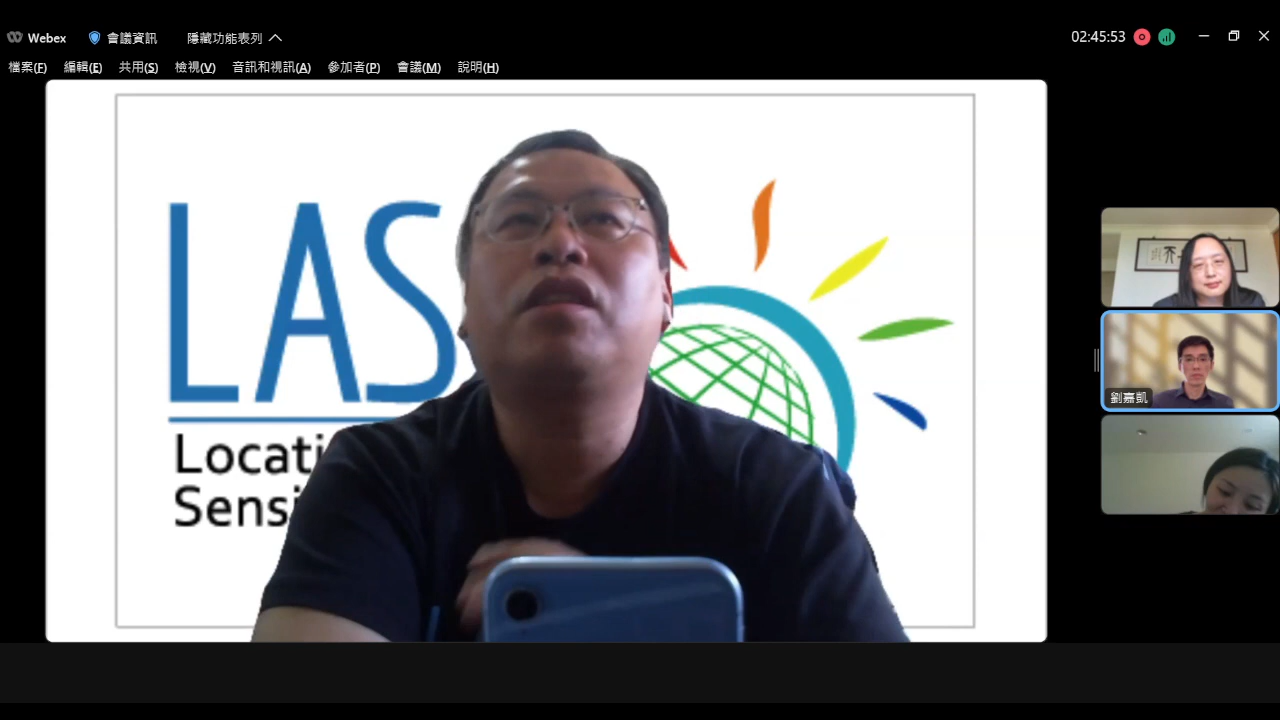 Webex 會議資訊 隱藏功能表列 02:45:53
檔案(F) 編輯(E) 共用(S) 檢視(V) 音訊和視訊(A) 參加者(P) 會議(M) 說明(H)
LAS
Locati
Sensi
劉嘉凱